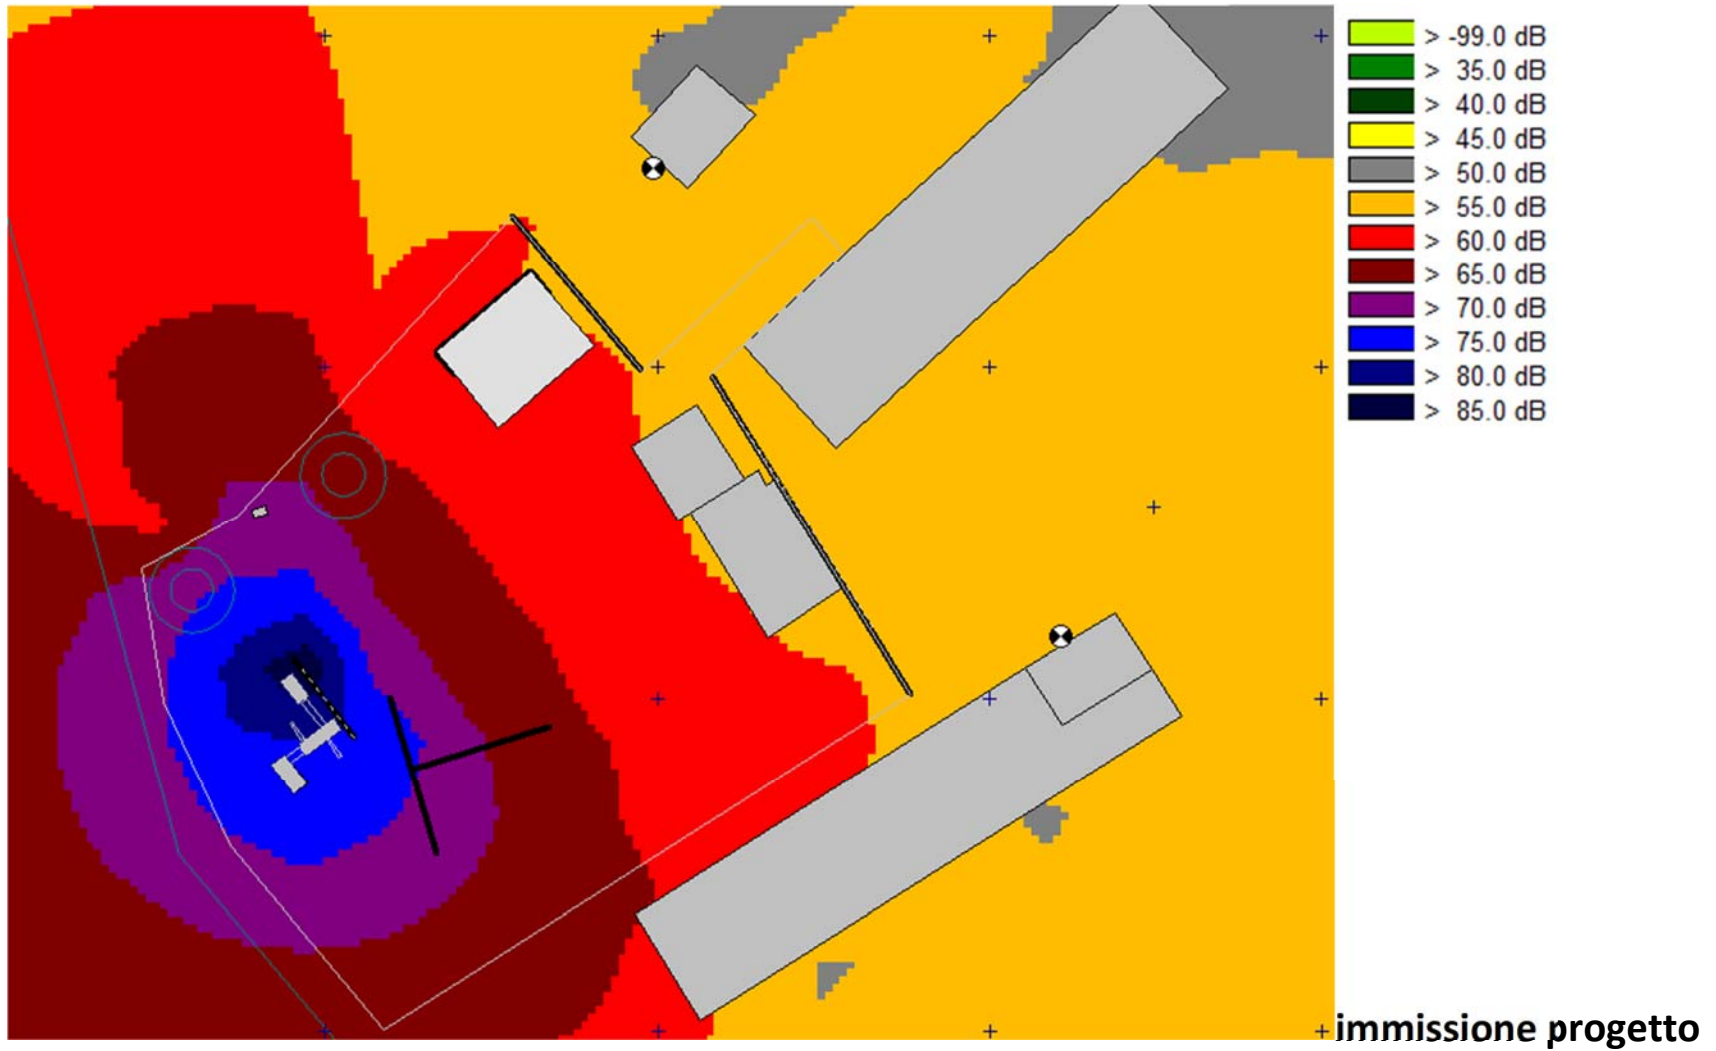 > -99.0 dB
> 35.0 dB
> 40.0 dB
> 45.0 dB
> 50.0 dB
> 55.0 dB
> 60.0 dB
> 65.0 dB
> 70.0 dB
> 75.0 dB
> 80.0 dB
> 85.0 dB
immissione progetto